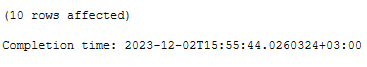 (10 rows affected)
Completion time: 2023-12-02T15:55:44.0260324+03:00